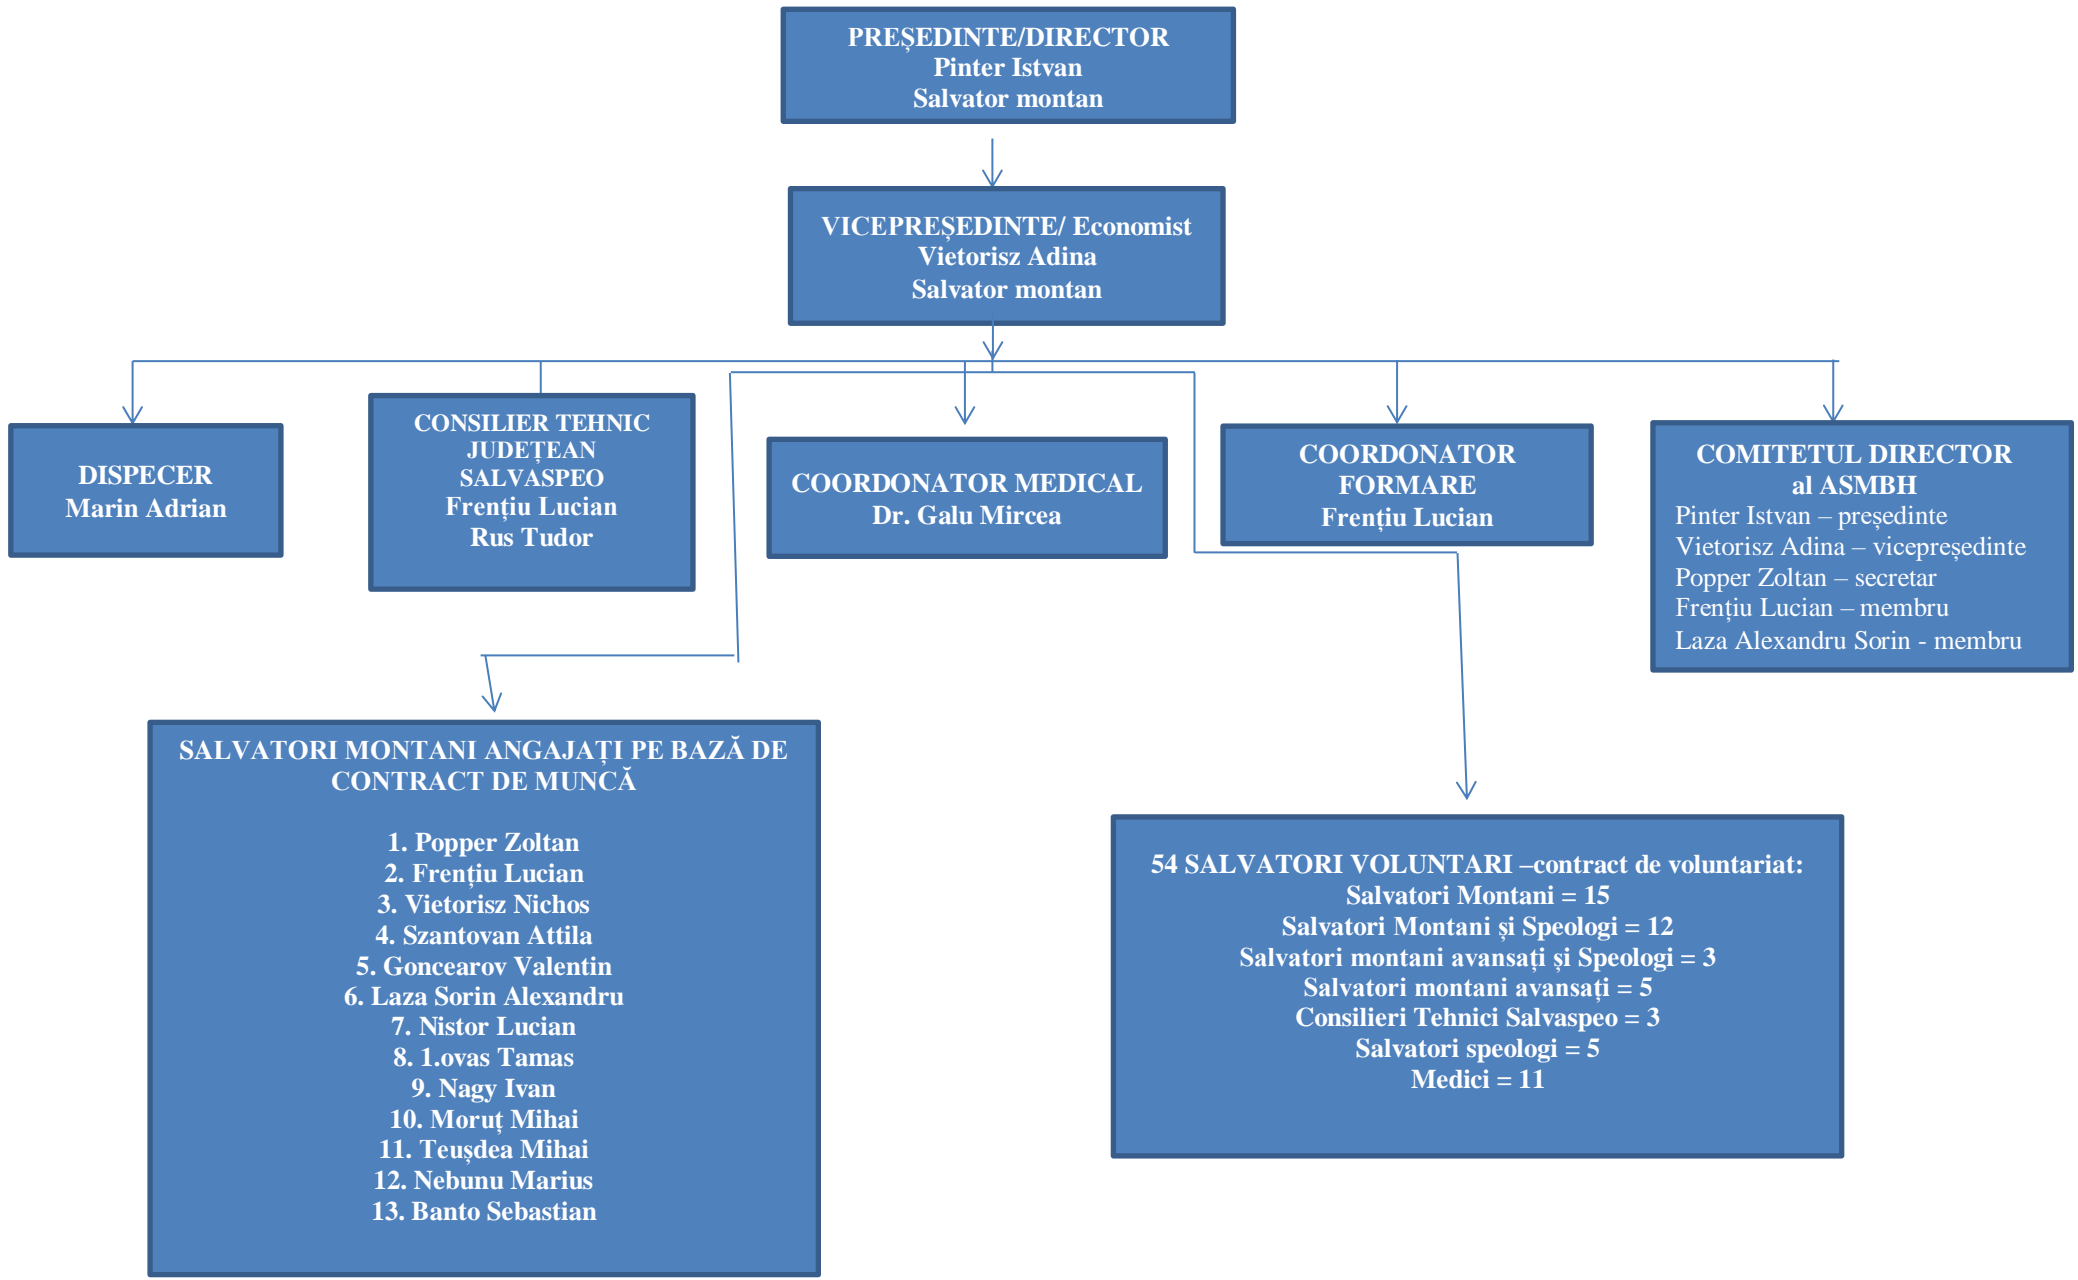 PREȘEDINTE/DIRECTOR
Pinter Istvan
Salvator montan
VICEPREȘEDINTE/ Economist
Vietorisz Adina
Salvator montan
DISPECER
Marin Adrian
CONSILIER TEHNIC
JUDEȚEAN
SALVASPEO
Frențiu Lucian
Rus Tudor
COORDONATOR MEDICAL
Dr. Galu Mircea
COORDONATOR
FORMARE
Frențiu Lucian
COMITETUL DIRECTOR
al ASMBH
Pinter Istvan – președinte
Vietorisz Adina – vicepreședinte
Popper Zoltan – secretar
Frențiu Lucian – membru
Laza Alexandru Sorin - membru
SALVATORI MONTANI ANGAJAȚI PE BAZĂ DE
CONTRACT DE MUNCĂ
1. Popper Zoltan
2. Frențiu Lucian
3. Vietorisz Nichos
4. Szantovan Attila
5. Goncearov Valentin
6. Laza Sorin Alexandru
7. Nistor Lucian
8. 1.ovas Tamas
9. Nagy Ivan
10. Moruț Mihai
11. Teușdea Mihai
12. Nebunu Marius
13. Banto Sebastian
54 SALVATORI VOLUNTARI –contract de voluntariat:
Salvatori Montani = 15
Salvatori Montani și Speologi = 12
Salvatori montani avansați și Speologi = 3
Salvatori montani avansați = 5
Consilieri Tehnici Salvaspeo = 3
Salvatori speologi = 5
Medici = 11